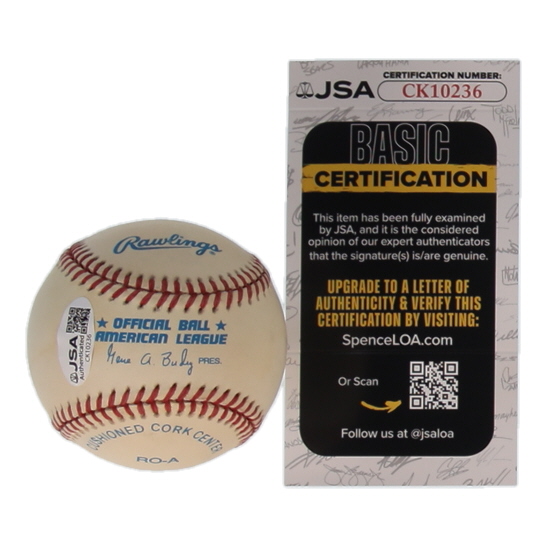 Rawlings
OFFICIAL BALL
AMERICAN LEAGUE
Gene A. Budig PRES.
CUSHIONED CORK CENTER
RO-A
JSA
Authenticated
CK10236
JSA
CERTIFICATION NUMBER:
CK10236
BASIC
CERTIFICATION
This item has been fully examined
by JSA, and it is the considered
opinion of our expert authenticators
that the signature(s) is/are genuine.
UPGRADE TO A LETTER OF
AUTHENTICITY & VERIFY THIS
CERTIFICATION BY VISITING:
SpenceLOA.com
Or Scan
Follow us at @jsaloa